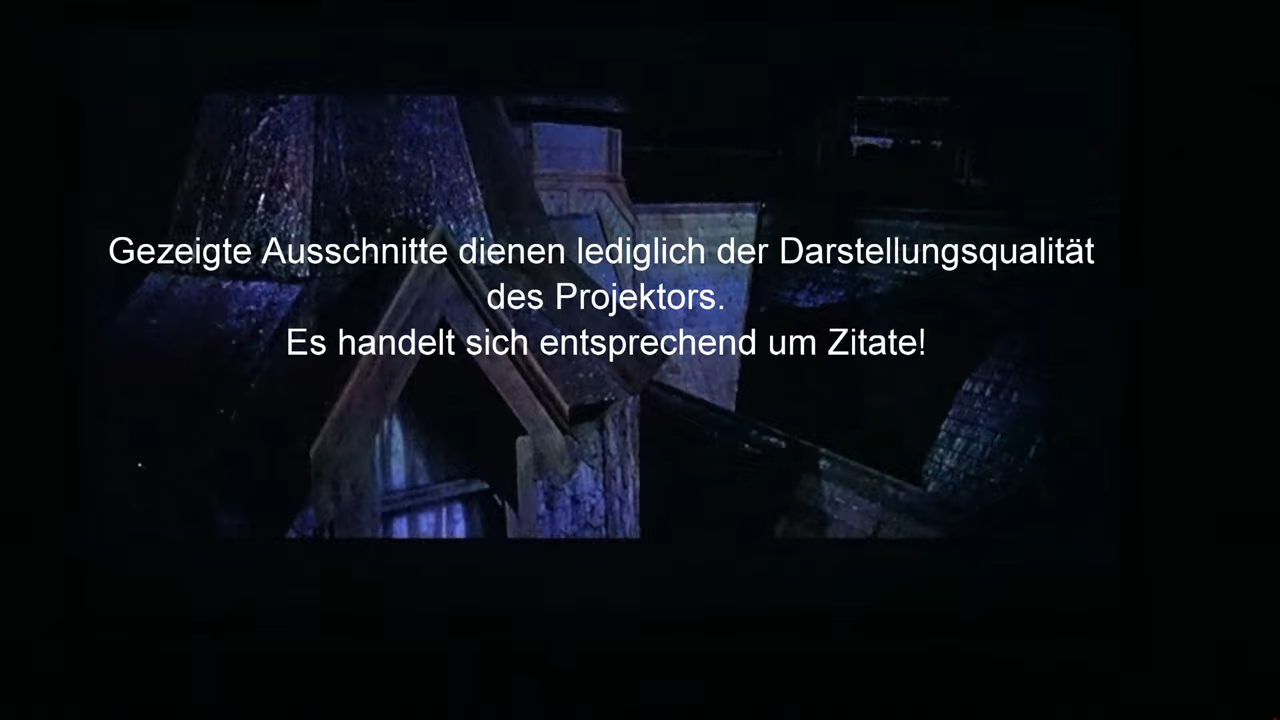 Gezeigte Ausschnitte dienen lediglich der Darstellungsqualität
des Projektors.
Es handelt sich entsprechend um Zitate!